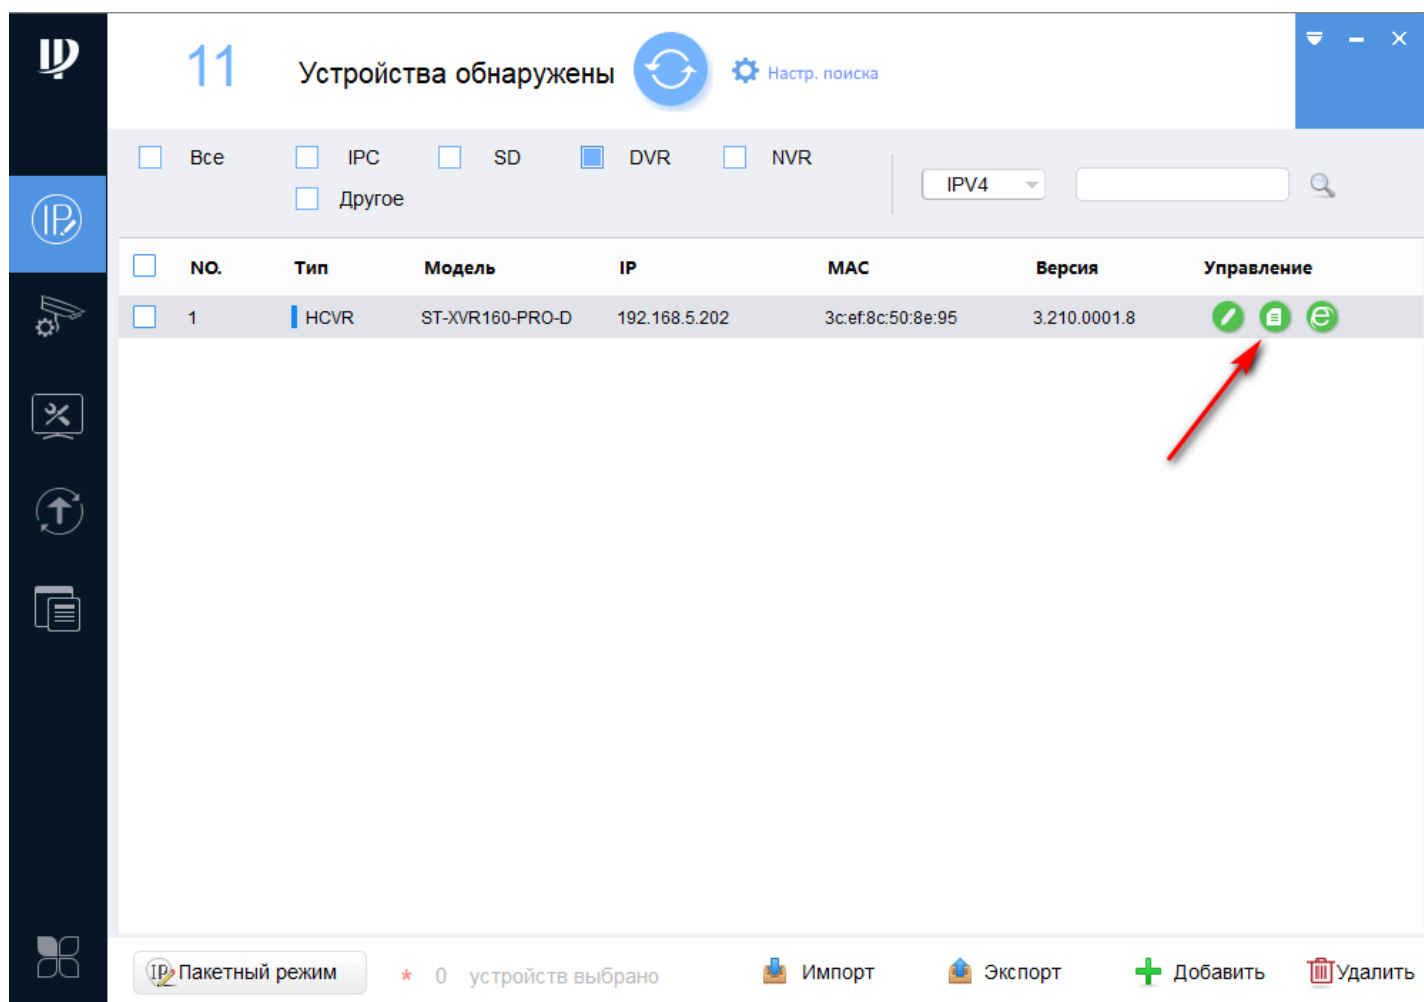 11 Устройства обнаружены Настр. поиска
Все IPC SD DVR NVR
Другое
IPV4
NO. Тип Модель IP MAC Версия Управление
1 HCVR ST-XVR160-PRO-D 192.168.5.202 3c:ef:8c:50:8e:95 3.210.0001.8
IP Пакетный режим * 0 устройств выбрано Импорт Экспорт Добавить Удалить